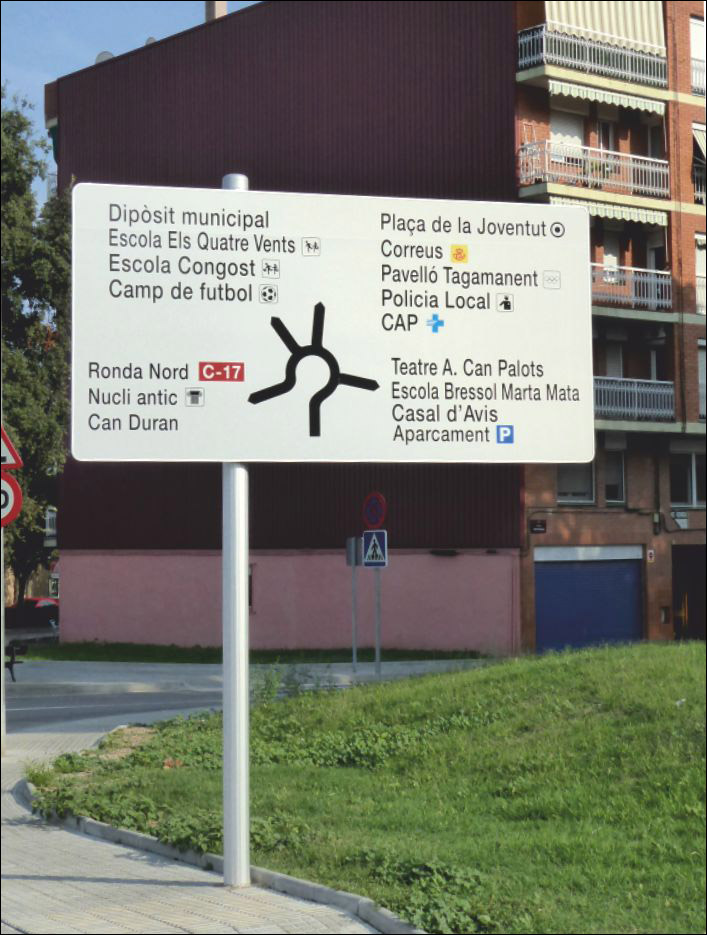 Dipòsit municipal
Escola Els Quatre Vents
Escola Congost
Camp de futbol
Plaça de la Joventut
Correus
Pavelló Tagamanent
Policia Local
CAP
Ronda Nord C-17
Nucli antic
Can Duran
Teatre A. Can Palots
Escola Bressol Marta Mata
Casal d'Avis
Aparcament P